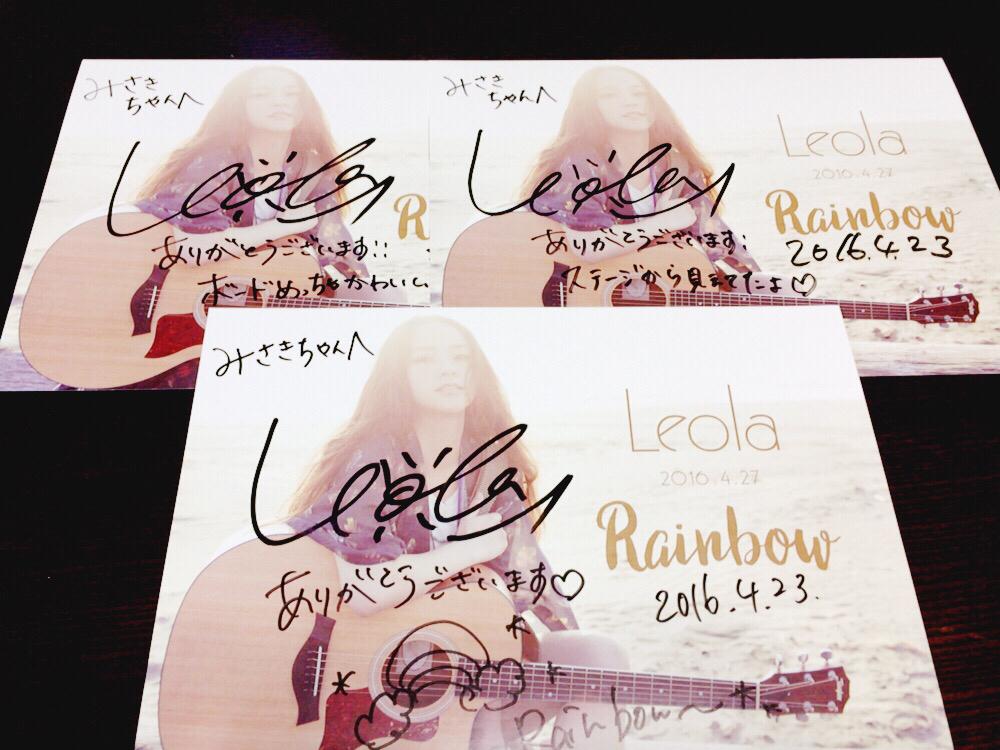 みさき
ちゃんへ
Leola
ありがとうございます!!
ボードめっちゃかわいい
R
みさき
ちゃんへ
Leola
ありがとうございます!
ステージから見えてたよ♡
Leola
2016.4.27
Rainbow
2016.4.23
みさきちゃんへ
Leola
ありがとうございます♡
Rainbow~
Leola
2016.4.27
Rainbow
2016.4.23.